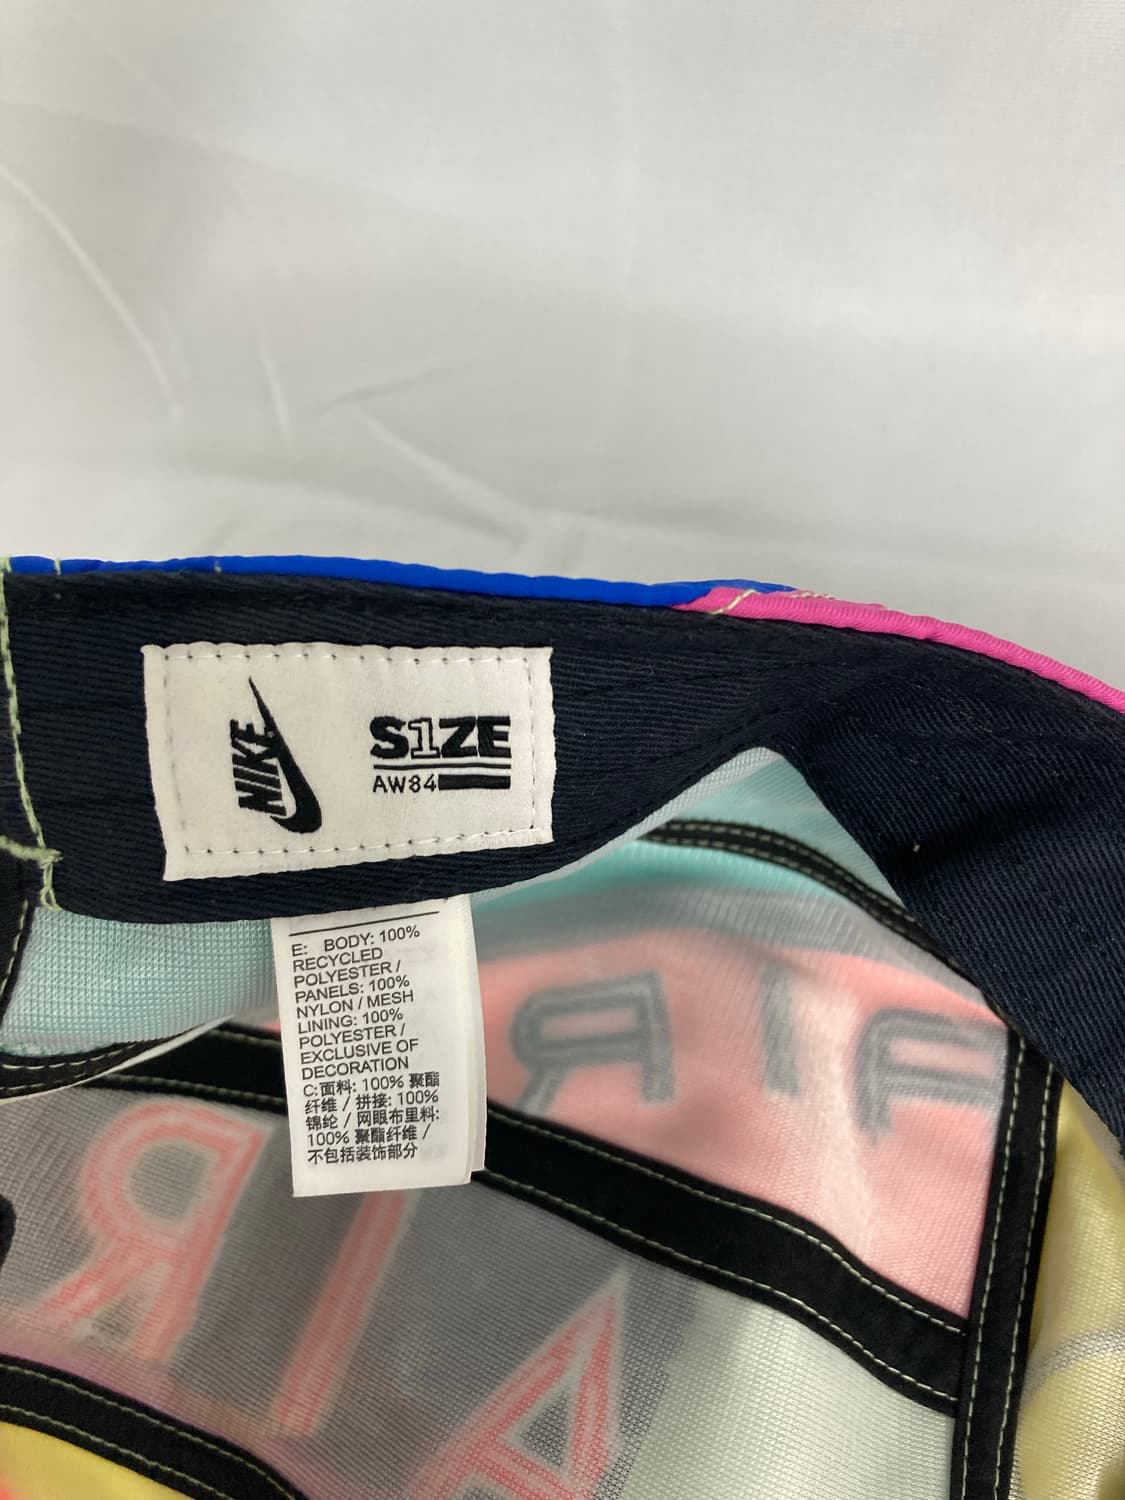 NIKE
S1ZE
AW84
E: BODY: 100%
RECYCLED
POLYESTER /
PANELS: 100%
NYLON / MESH
LINING: 100%
POLYESTER /
EXCLUSIVE OF
DECORATION
C:面料: 100% 聚酯
纤维 / 拼接: 100%
锦纶 / 网眼布里料:
100% 聚酯纤维 /
不包括装饰部分
AIR
AIR